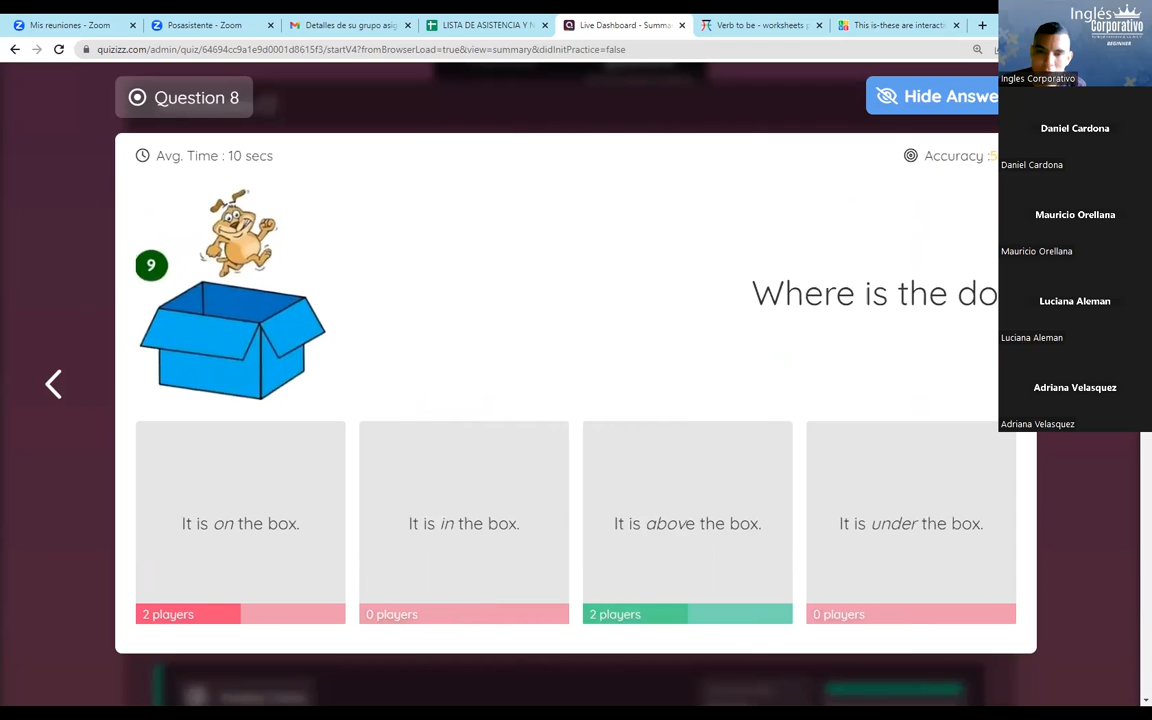 Mis reuniones - Zoom
Posasistente - Zoom
Detalles de su grupo asig
LISTA DE ASISTENCIA Y N
Live Dashboard - Summa
Verb to be - worksheets p
This is-these are interact
quizizz.com/admin/quiz/64694cc9a1e9d0001d8615f3/startV4?fromBrowserLoad=true&view=summary&didInitPractice=false
Inglés
Corporativo
BEGINNER
Ingles Corporativo
Question 8
Hide Answe
Avg. Time : 10 secs
Accuracy :5
9
Where is the do
It is on the box.
It is in the box.
It is above the box.
It is under the box.
2 players
0 players
2 players
0 players
Daniel Cardona
Daniel Cardona
Mauricio Orellana
Mauricio Orellana
Luciana Aleman
Luciana Aleman
Adriana Velasquez
Adriana Velasquez